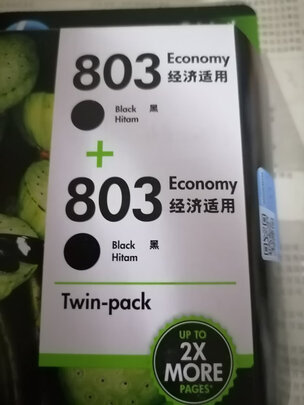 803 Economy
经济适用
Black 黑
Hitam
+
803 Economy
经济适用
Black 黑
Hitam
Twin-pack
UP TO
2X
MORE
PAGES*